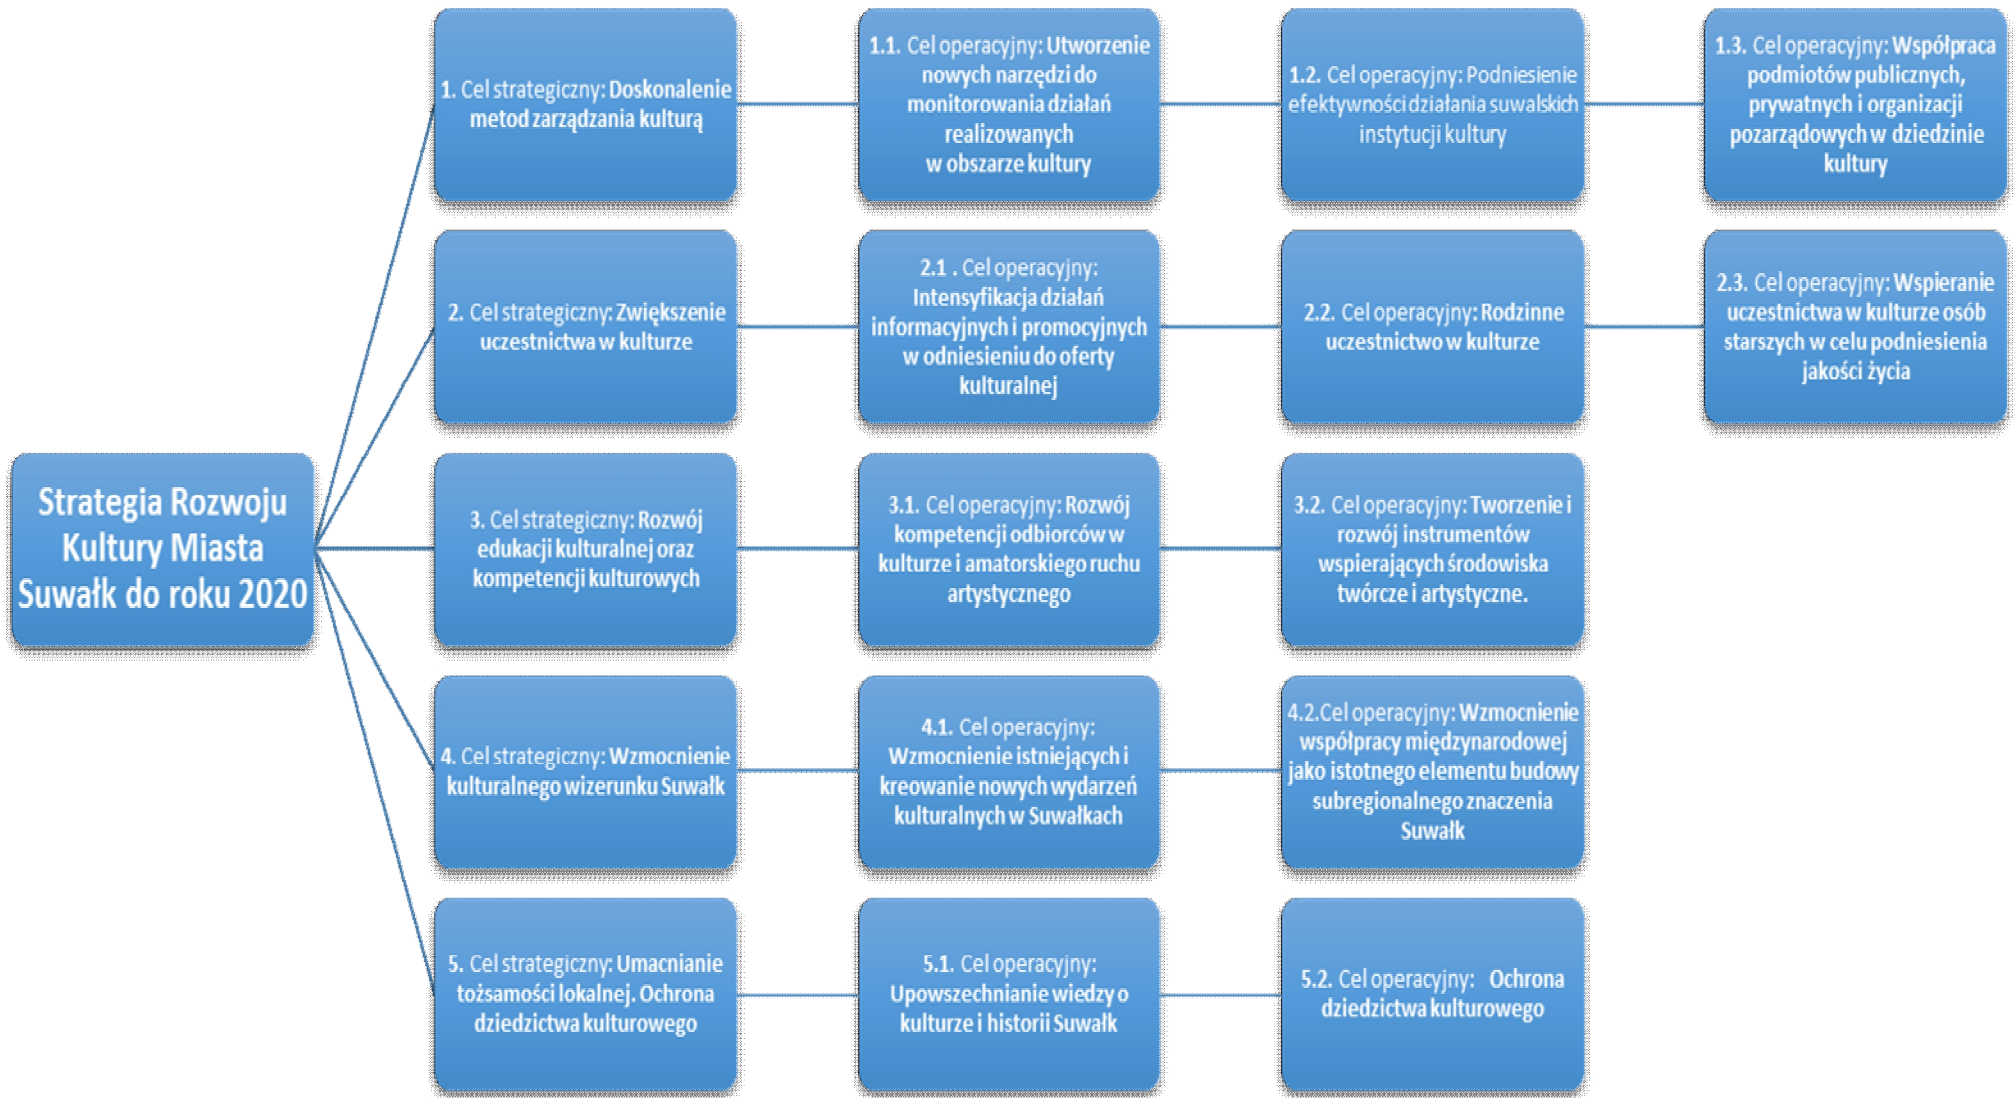 Strategia Rozwoju
Kultury Miasta
Suwałk do roku 2020
1. Cel strategiczny: Doskonalenie
metod zarządzania kulturą
1.1. Cel operacyjny: Utworzenie
nowych narzędzi do
monitorowania działań
realizowanych
w obszarze kultury
1.2. Cel operacyjny: Podniesienie
efektywności działania suwalskich
instytucji kultury
1.3. Cel operacyjny: Współpraca
podmiotów publicznych,
prywatnych i organizacji
pozarządowych w dziedzinie
kultury
2. Cel strategiczny: Zwiększenie
uczestnictwa w kulturze
2.1 . Cel operacyjny:
Intensyfikacja działań
informacyjnych i promocyjnych
w odniesieniu do oferty
kulturalnej
2.2. Cel operacyjny: Rodzinne
uczestnictwo w kulturze
2.3. Cel operacyjny: Wspieranie
uczestnictwa w kulturze osób
starszych w celu podniesienia
jakości życia
3. Cel strategiczny: Rozwój
edukacji kulturalnej oraz
kompetencji kulturowych
3.1. Cel operacyjny: Rozwój
kompetencji odbiorców w
kulturze i amatorskiego ruchu
artystycznego
3.2. Cel operacyjny: Tworzenie i
rozwój instrumentów
wspierających środowiska
twórcze i artystyczne.
4. Cel strategiczny: Wzmocnienie
kulturalnego wizerunku Suwałk
4.1. Cel operacyjny:
Wzmocnienie istniejących i
kreowanie nowych wydarzeń
kulturalnych w Suwałkach
4.2.Cel operacyjny: Wzmocnienie
współpracy międzynarodowej
jako istotnego elementu budowy
subregionalnego znaczenia
Suwałk
5. Cel strategiczny: Umacnianie
tożsamości lokalnej. Ochrona
dziedzictwa kulturowego
5.1. Cel operacyjny:
Upowszechnianie wiedzy o
kulturze i historii Suwałk
5.2. Cel operacyjny: Ochrona
dziedzictwa kulturowego